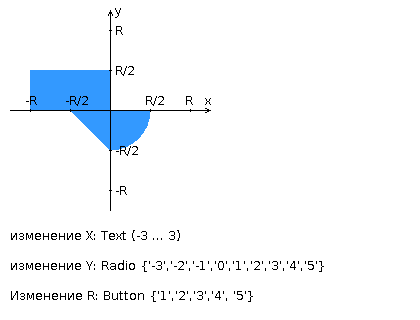 y
R
R/2
-R -R/2 R/2 R x
-R/2
-R
изменение X: Text (-3 ... 3)
изменение Y: Radio {'-3','-2','-1','0','1','2','3','4','5'}
Изменение R: Button {'1','2','3','4', '5'}